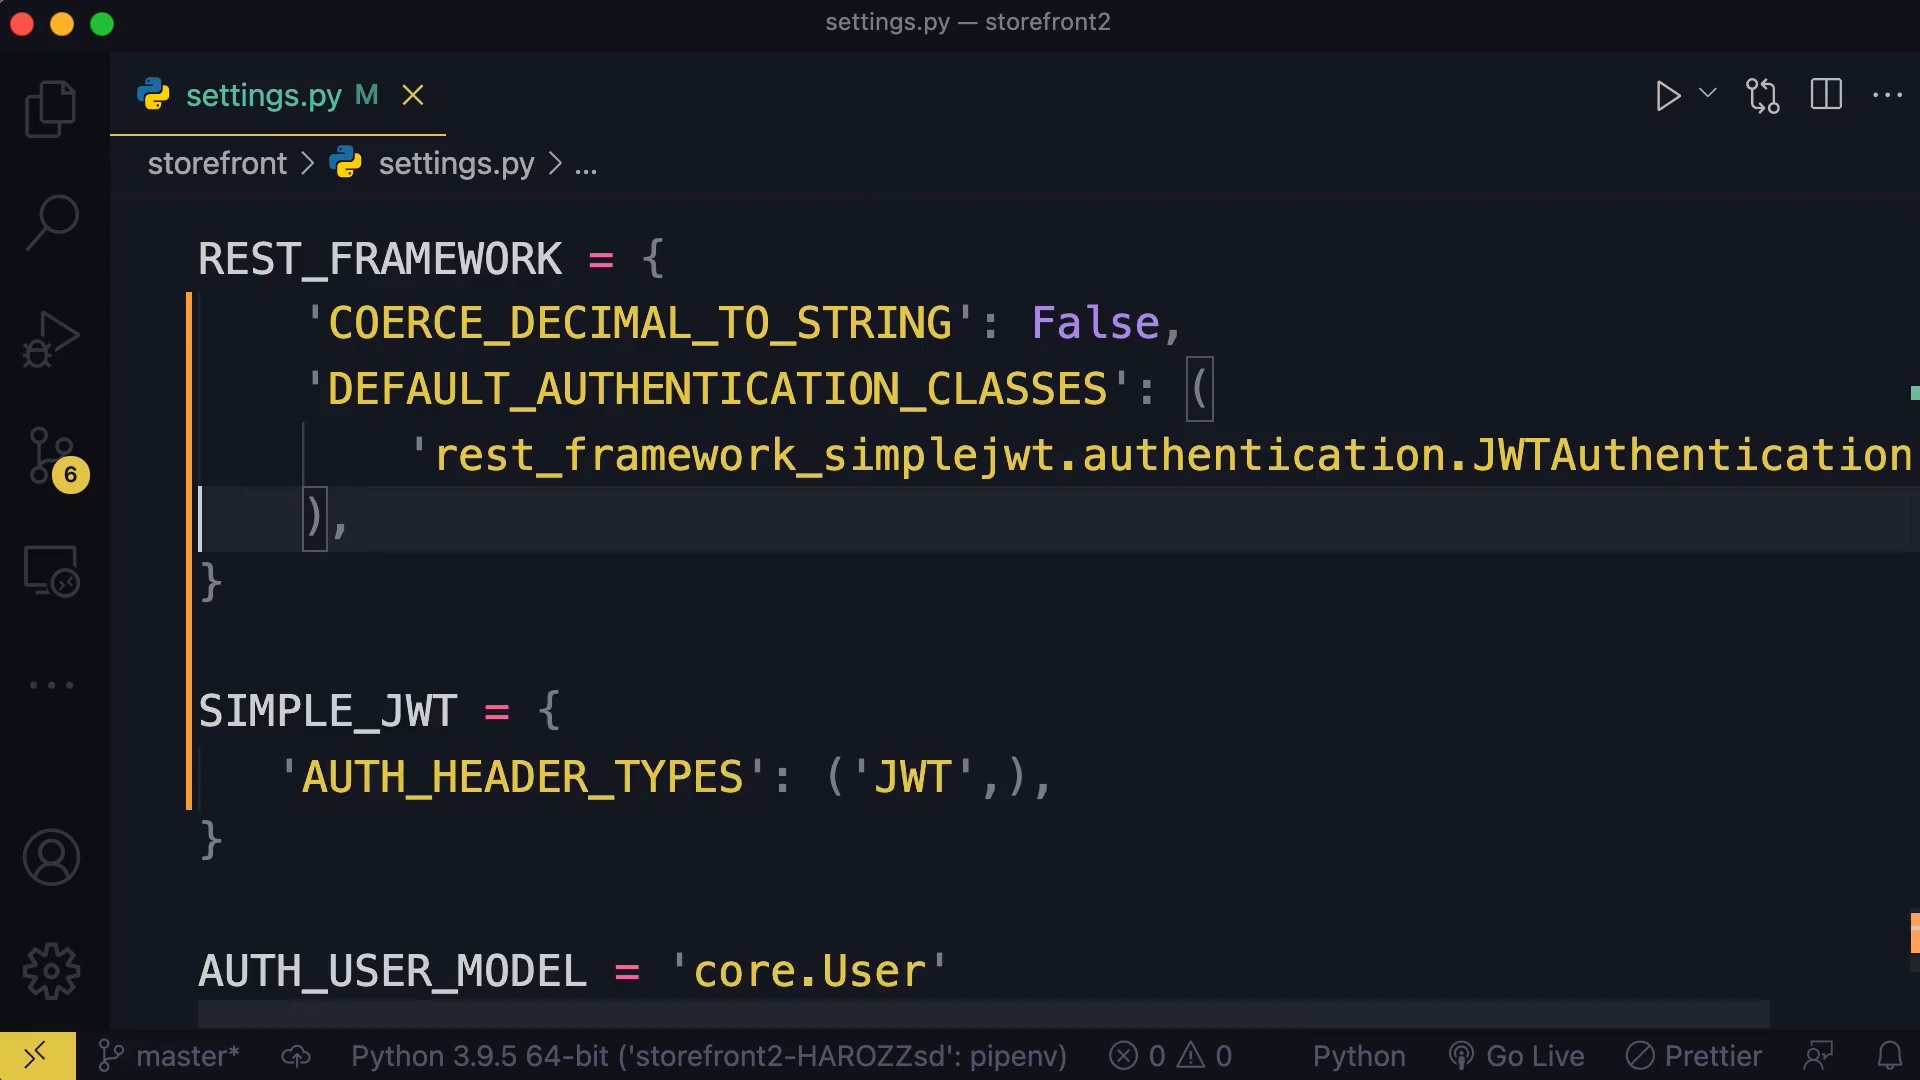 settings.py — storefront2
settings.py M
storefront > settings.py > ...
REST_FRAMEWORK = {
    'COERCE_DECIMAL_TO_STRING': False,
    'DEFAULT_AUTHENTICATION_CLASSES': (
        'rest_framework_simplejwt.authentication.JWTAuthentication
    ),
}
SIMPLE_JWT = {
   'AUTH_HEADER_TYPES': ('JWT',),
}
AUTH_USER_MODEL = 'core.User'
6
master* Python 3.9.5 64-bit ('storefront2-HAROZZsd': pipenv) 0 0 Python Go Live Prettier